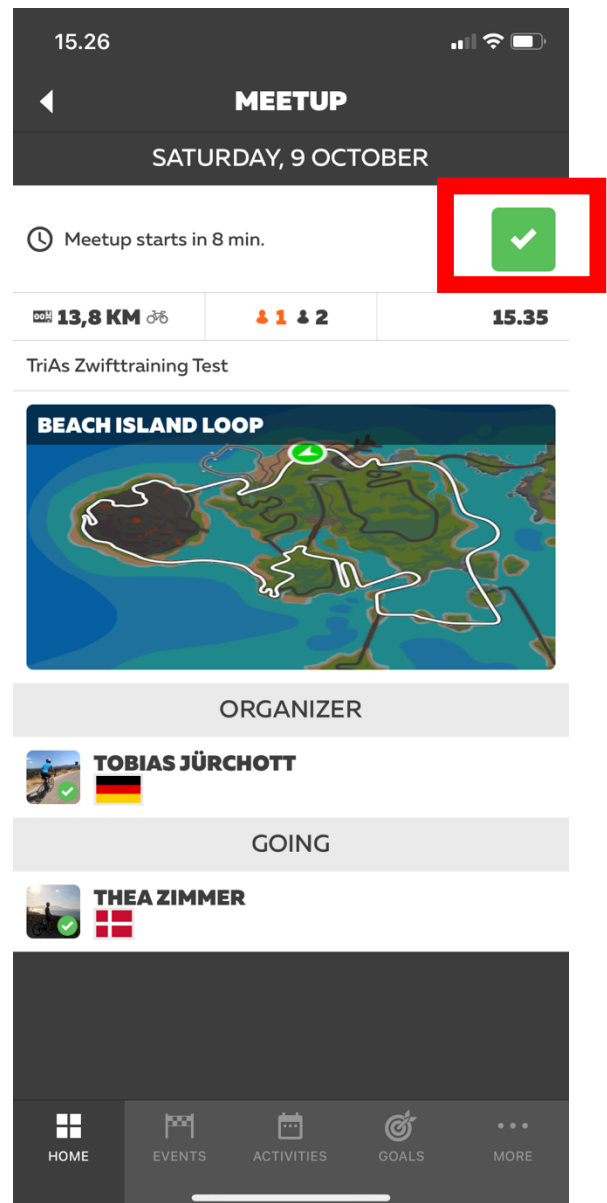 15.26
MEETUP
SATURDAY, 9 OCTOBER
Meetup starts in 8 min.
13,8 KM 1 2 15.35
TriAs Zwifttraining Test
BEACH ISLAND LOOP
ORGANIZER
TOBIAS JÜRCHOTT
GOING
THEA ZIMMER
HOME EVENTS ACTIVITIES GOALS MORE